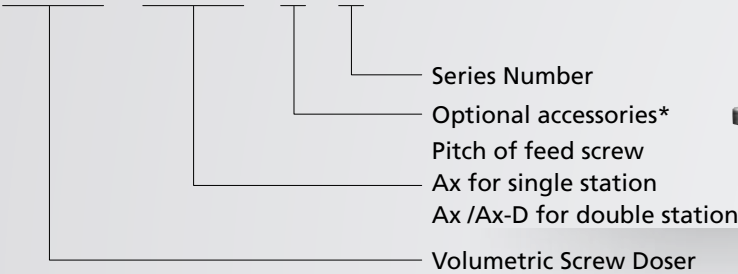 Series Number
Optional accessories*
Pitch of feed screw
Ax for single station
Ax /Ax-D for double station
Volumetric Screw Doser